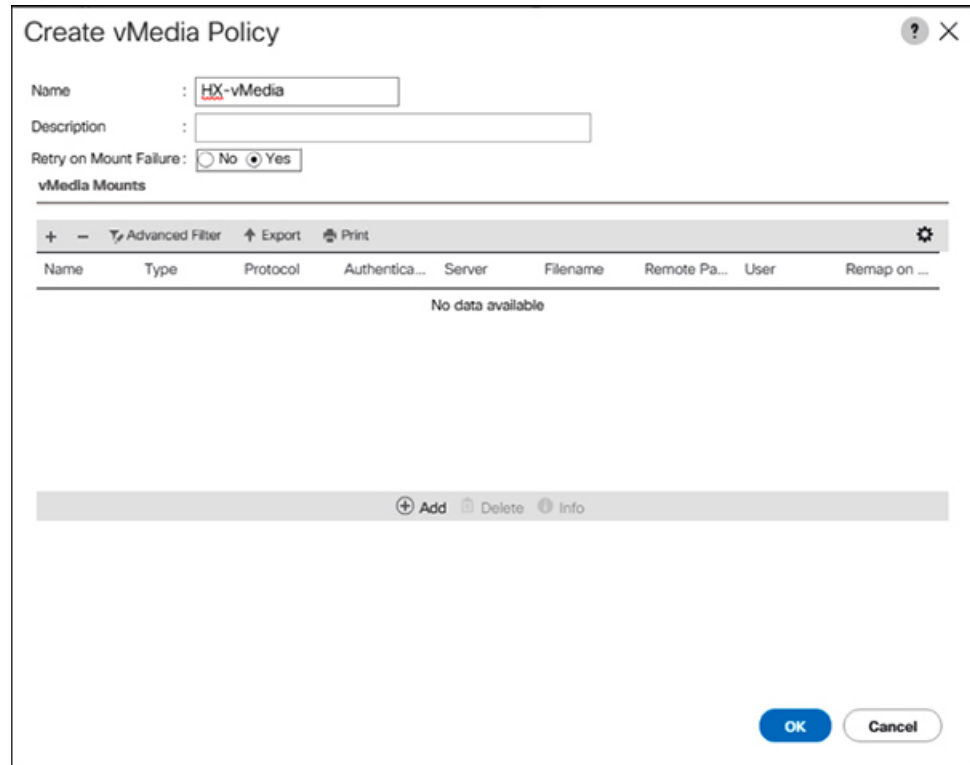 Create vMedia Policy ?
Name : HX-vMedia
Description :
Retry on Mount Failure : No Yes
vMedia Mounts
+ − Advanced Filter Export Print
Name Type Protocol Authentica... Server Filename Remote Pa... User Remap on ...
No data available
Add Delete Info
OK Cancel